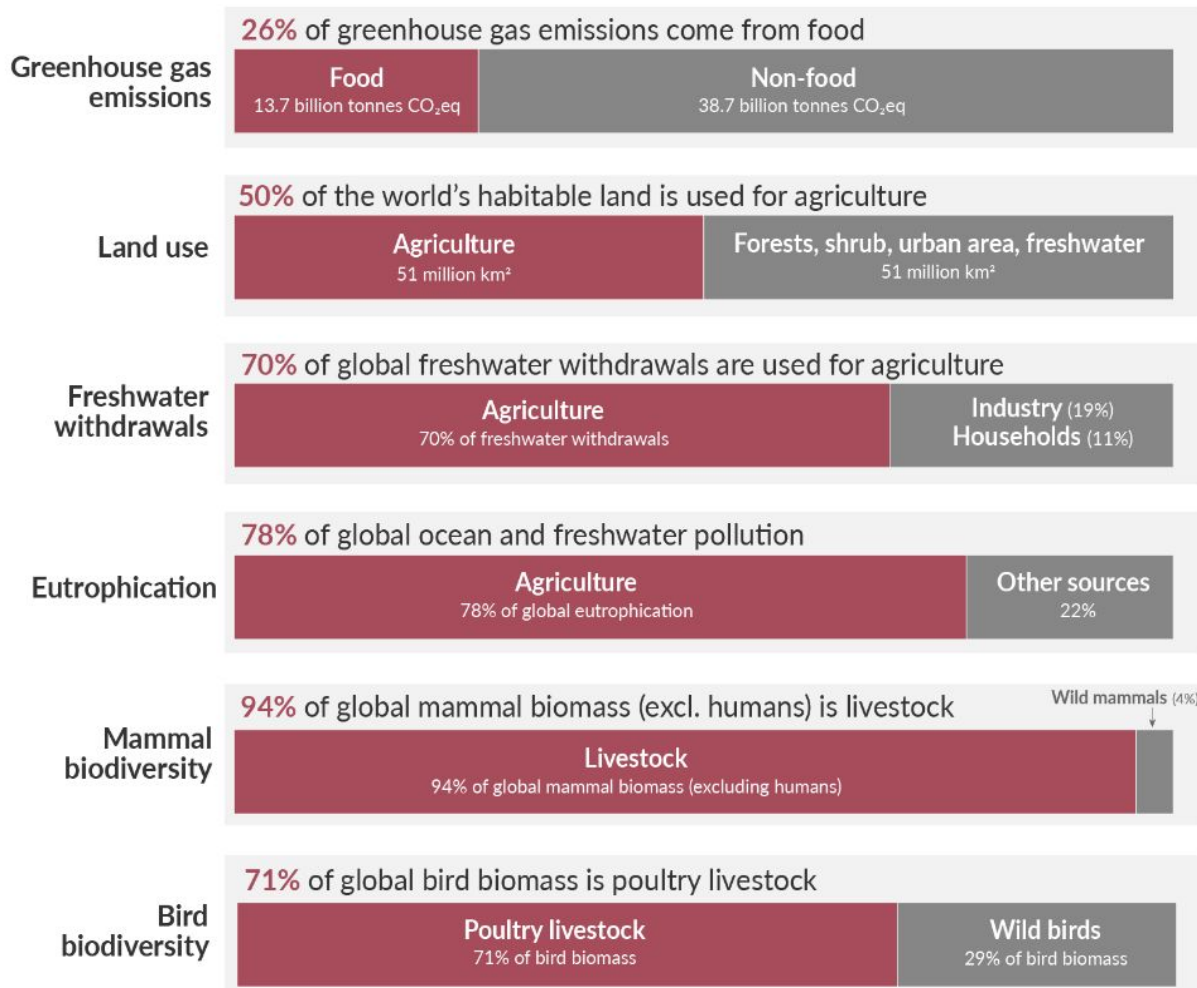 26% of greenhouse gas emissions come from food
Greenhouse gas
emissions
Food
13.7 billion tonnes CO₂eq
Non-food
38.7 billion tonnes CO₂eq
50% of the world's habitable land is used for agriculture
Land use
Agriculture
51 million km²
Forests, shrub, urban area, freshwater
51 million km²
70% of global freshwater withdrawals are used for agriculture
Freshwater
withdrawals
Agriculture
70% of freshwater withdrawals
Industry (19%)
Households (11%)
78% of global ocean and freshwater pollution
Eutrophication
Agriculture
78% of global eutrophication
Other sources
22%
94% of global mammal biomass (excl. humans) is livestock
Wild mammals (4%)
Mammal
biodiversity
Livestock
94% of global mammal biomass (excluding humans)
71% of global bird biomass is poultry livestock
Bird
biodiversity
Poultry livestock
71% of bird biomass
Wild birds
29% of bird biomass